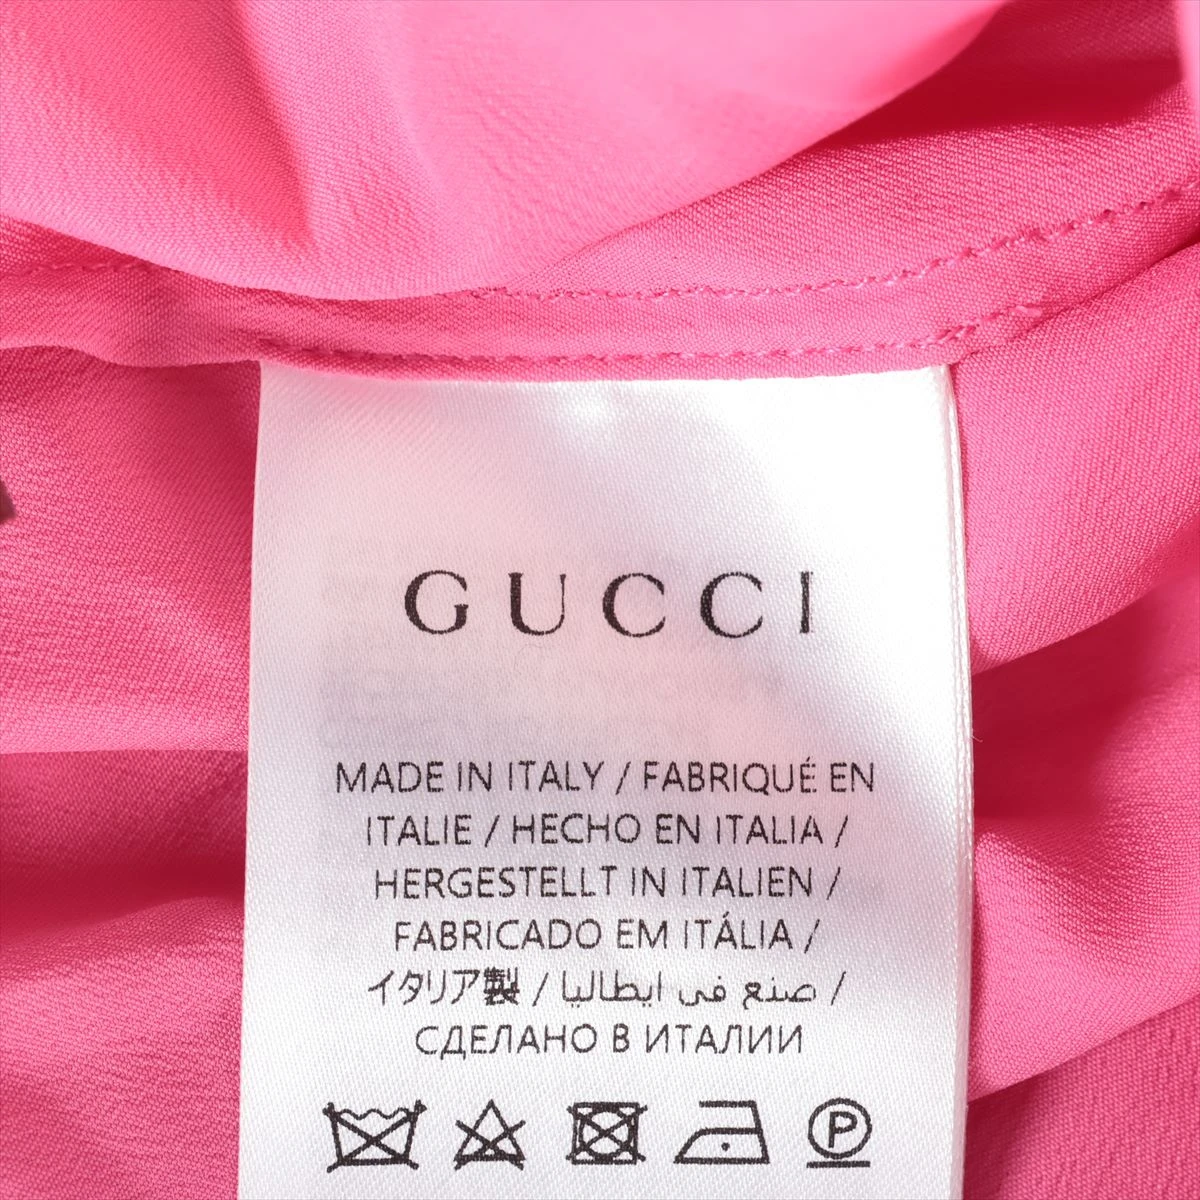 GUCCI
MADE IN ITALY / FABRIQUÉ EN
ITALIE / HECHO EN ITALIA /
HERGESTELLT IN ITALIEN /
FABRICADO EM ITÁLIA /
イタリア製 / صنع في ايطاليا /
СДЕЛАНО В ИТАЛИИ
P